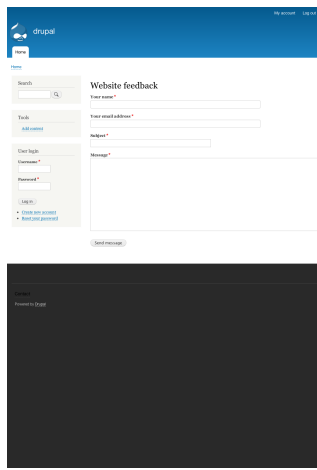 My account Log out
drupal
Home
Home
Search
Tools
Add content
User login
Username *
Password *
Log in
Create new account
Reset your password
Website feedback
Your name *
Your email address *
Subject *
Message *
Send message
Contact
Powered by Drupal